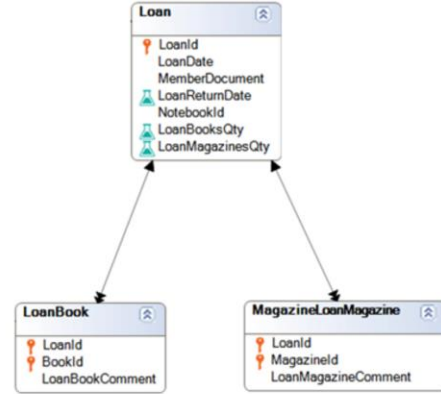 Loan
LoanId
LoanDate
MemberDocument
LoanReturnDate
NotebookId
LoanBooksQty
LoanMagazinesQty
LoanBook
LoanId
BookId
LoanBookComment
MagazineLoanMagazine
LoanId
MagazineId
LoanMagazineComment